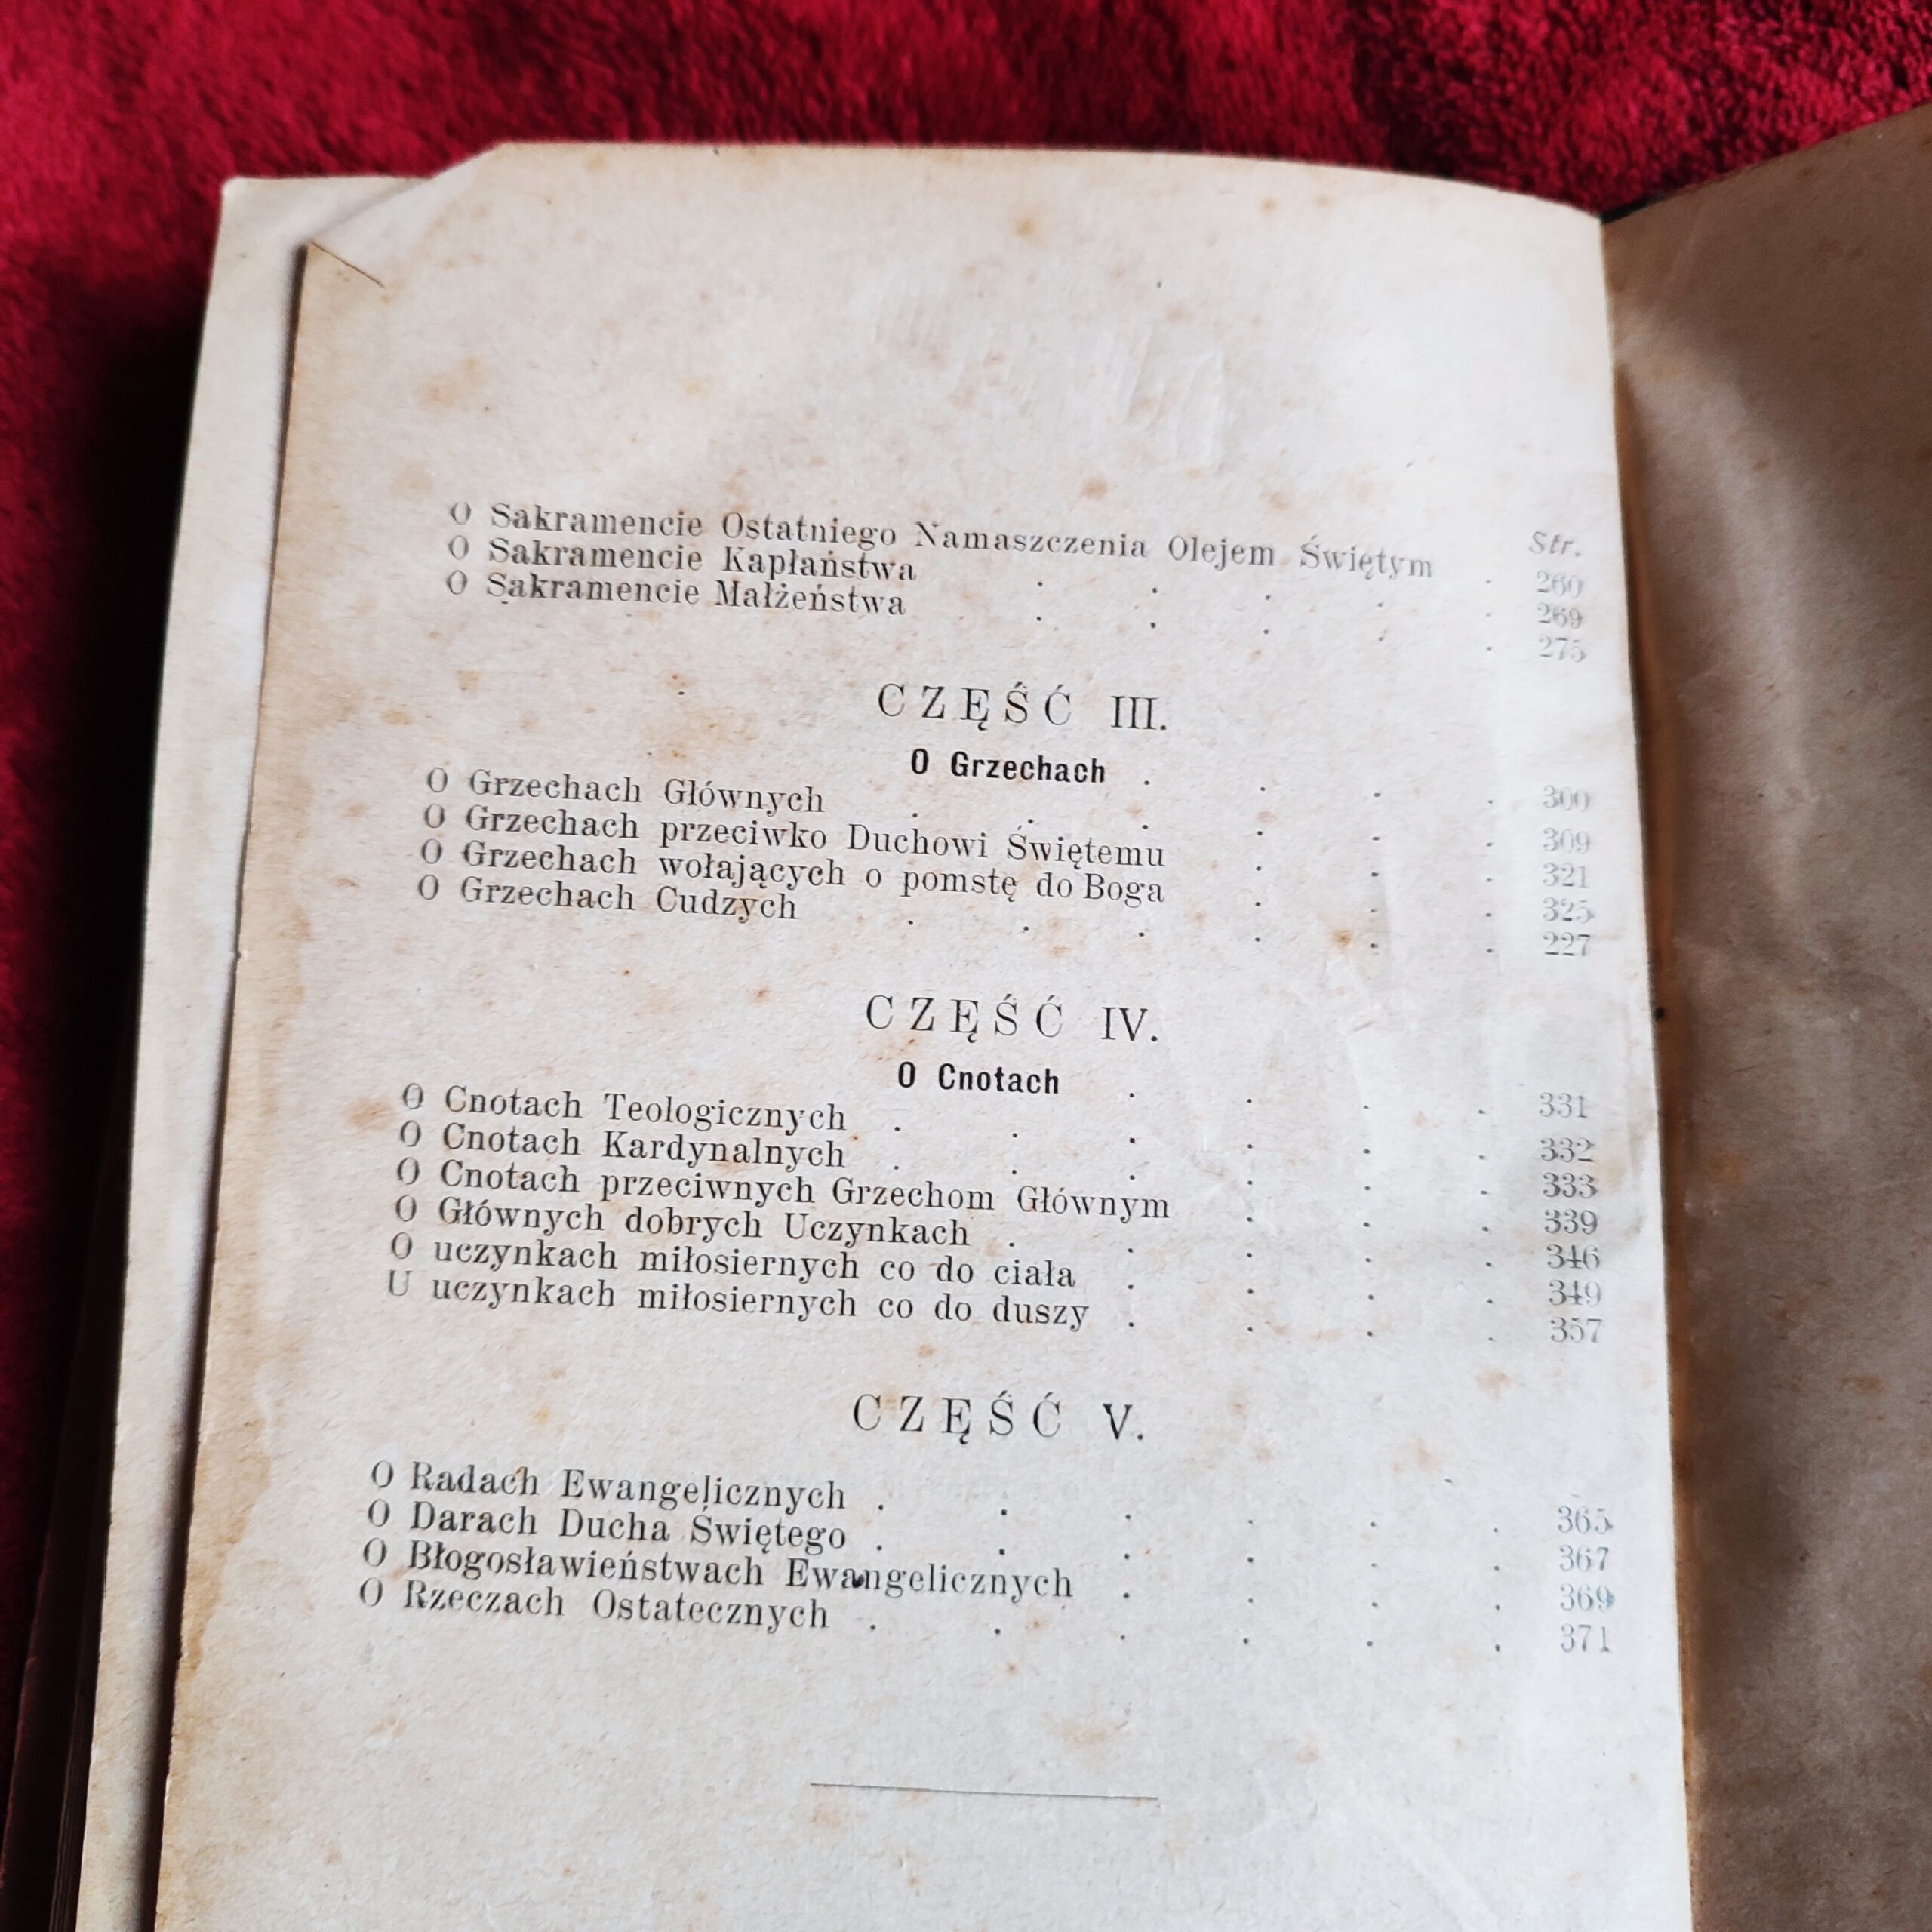 Str.
O Sakramencie Ostatniego Namaszczenia Olejem Świętym . 260
O Sakramencie Kapłaństwa . . . . . 269
O Sakramencie Małżeństwa . . . . . 275
CZĘŚĆ III.
O Grzechach . . . . 300
O Grzechach Głównych . . . . . . 309
O Grzechach przeciwko Duchowi Świętemu . . . 321
O Grzechach wołających o pomstę do Boga . . . 325
O Grzechach Cudzych . . . . . . 227
CZĘŚĆ IV.
O Cnotach . . . . 331
O Cnotach Teologicznych . . . . . . 332
O Cnotach Kardynalnych . . . . . . 333
O Cnotach przeciwnych Grzechom Głównym . . . 339
O Głównych dobrych Uczynkach . . . . . 346
O uczynkach miłosiernych co do ciała . . . . 349
U uczynkach miłosiernych co do duszy . . . . 357
CZĘŚĆ V.
O Radach Ewangelicznych . . . . . . 365
O Darach Ducha Świętego . . . . . . 367
O Błogosławieństwach Ewangelicznych . . . . 369
O Rzeczach Ostatecznych . . . . . . 371